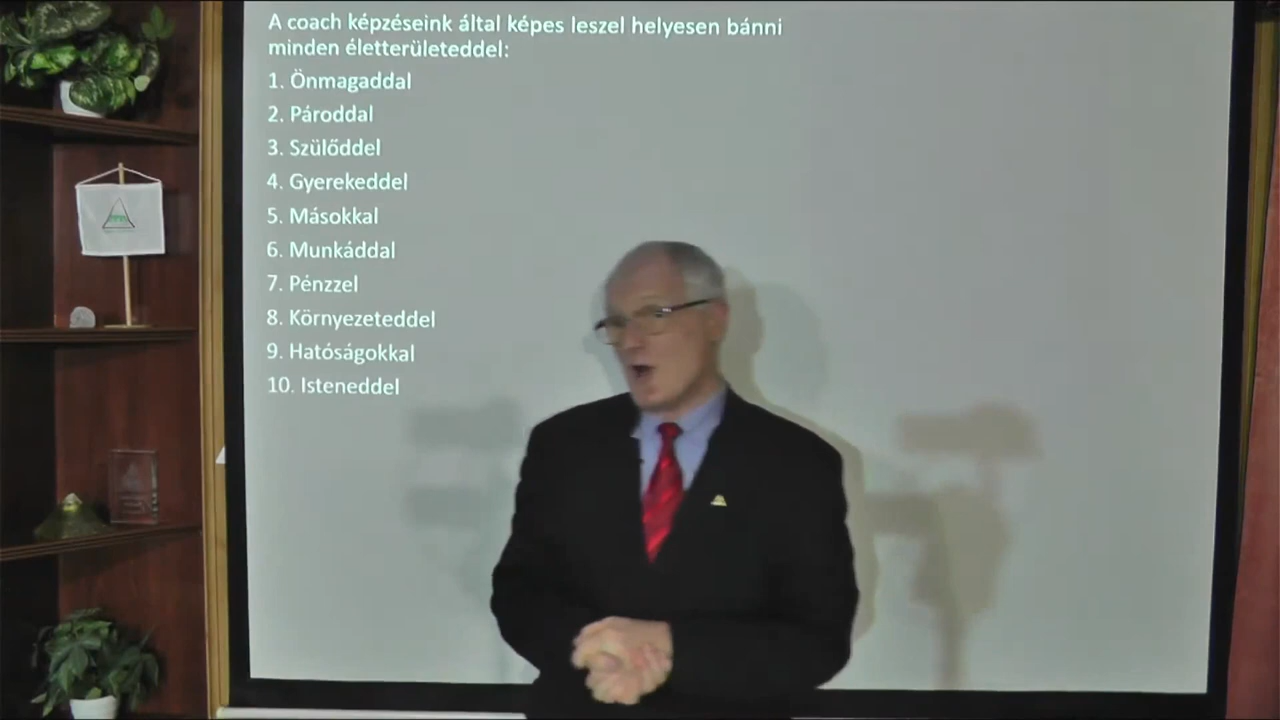 A coach képzéseink által képes leszel helyesen bánni
minden életterületeddel:
1. Önmagaddal
2. Pároddal
3. Szülőddel
4. Gyerekeddel
5. Másokkal
6. Munkáddal
7. Pénzzel
8. Környezeteddel
9. Hatóságokkal
10. Isteneddel